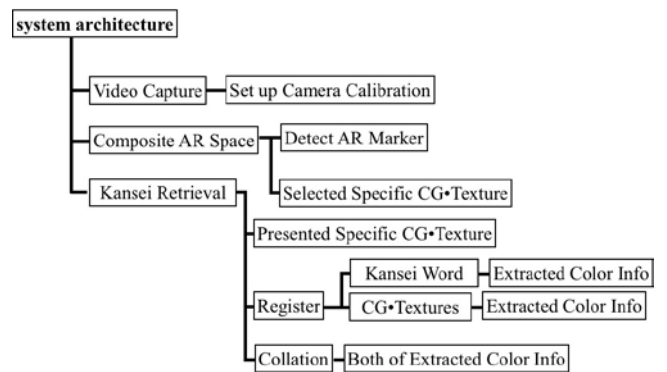 system architecture
Video Capture
Set up Camera Calibration
Composite AR Space
Detect AR Marker
Selected Specific CG•Texture
Kansei Retrieval
Presented Specific CG•Texture
Register
Kansei Word
Extracted Color Info
CG•Textures
Extracted Color Info
Collation
Both of Extracted Color Info